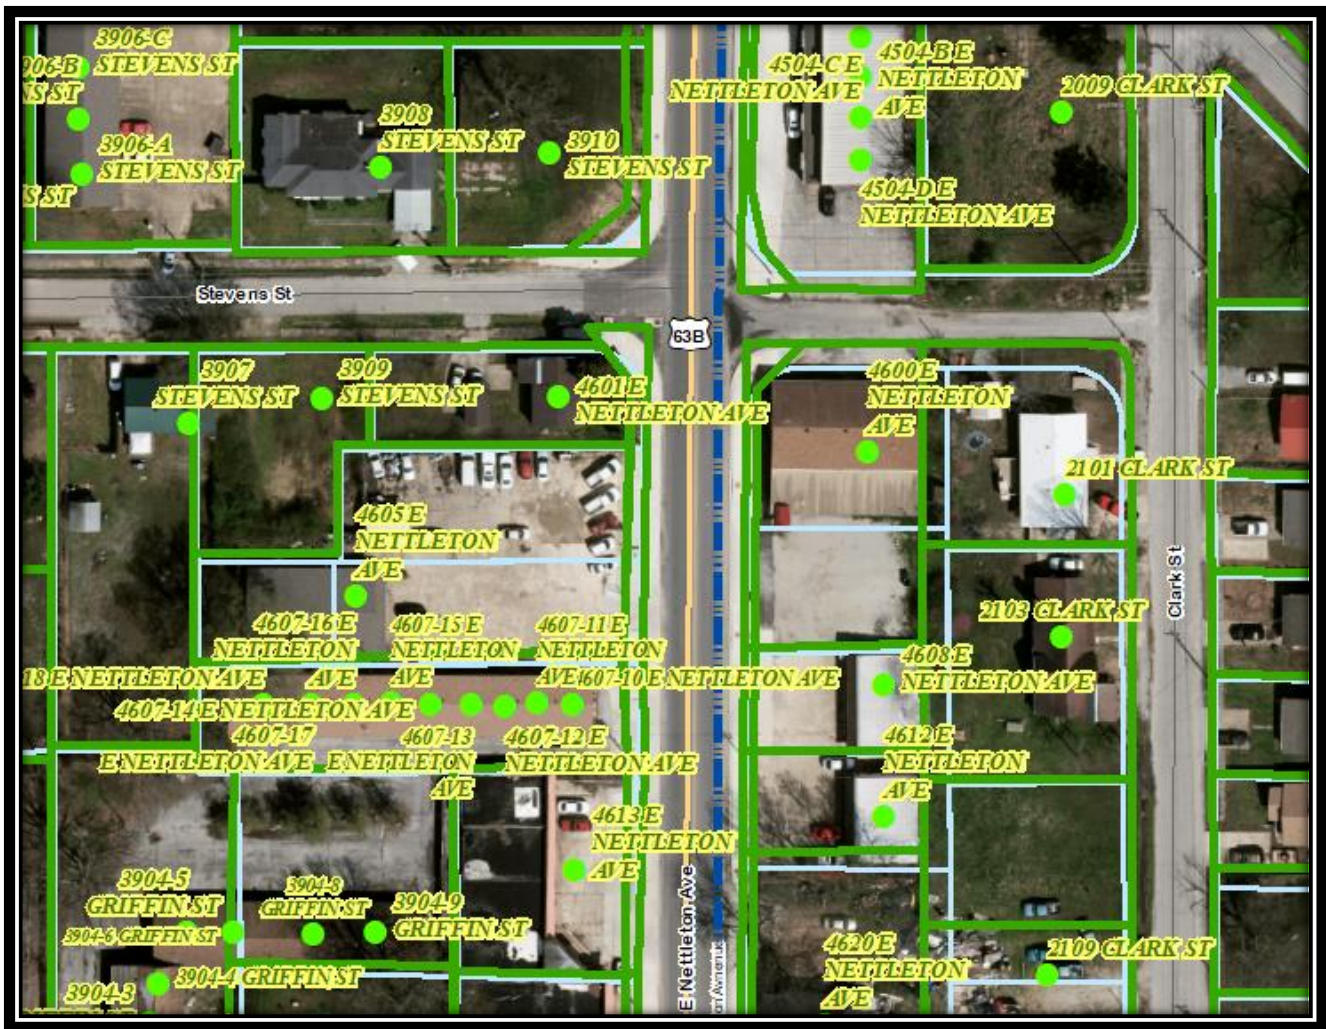 3906-C
STEVENS ST
906-B
NS ST
3906-A
STEVENS ST
S ST
3908
STEVENS ST
3910
STEVENS ST
4504-C E
NETTLETON AVE
4504-B E
NETTLETON
AVE
2009 CLARK ST
4504-D E
NETTLETON AVE
Stevens St
63B
3907
STEVENS ST
3909
STEVENS ST
4601 E
NETTLETON AVE
4600 E
NETTLETON
AVE
2101 CLARK ST
4605 E
NETTLETON
AVE
Clark St
2103 CLARK ST
4607-16 E
NETTLETON
AVE
4607-15 E
NETTLETON
AVE
4607-11 E
NETTLETON
AVE
4607-10 E NETTLETON AVE
18 E NETTLETON AVE
4607-14 E NETTLETON AVE
4608 E
NETTLETON AVE
4607-17
E NETTLETON AVE
4607-13
E NETTLETON
AVE
4607-12 E
NETTLETON AVE
4612 E
NETTLETON
AVE
4613 E
NETTLETON
AVE
3904-5
GRIFFIN ST
3904-8
GRIFFIN ST
3904-9
GRIFFIN ST
3904-6 GRIFFIN ST
3904-4 GRIFFIN ST
3904-3
E Nettleton Ave
4620 E
NETTLETON
AVE
2109 CLARK ST